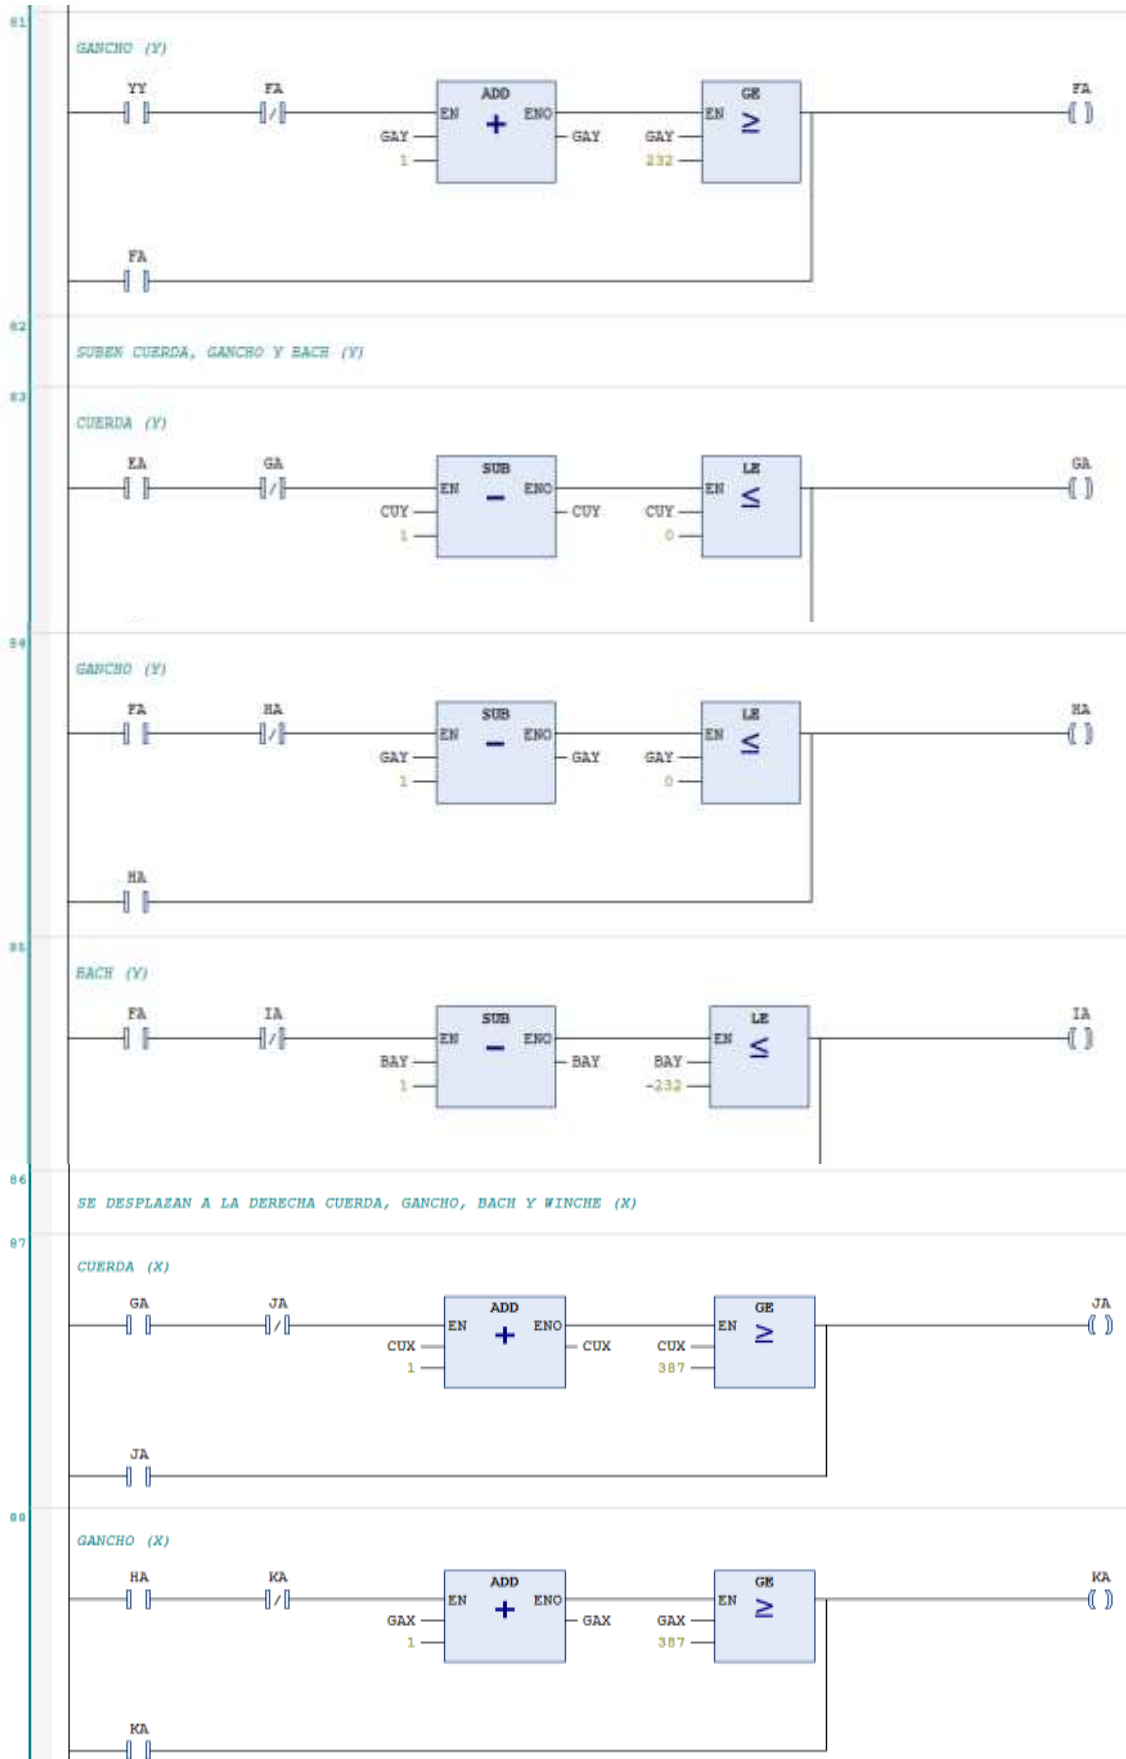 81
GANCHO (Y)
YY FA ADD GE FA
EN ENO EN
+ ≥
GAY GAY GAY
1 232
FA
82
SUBEN CUERDA, GANCHO Y BACH (Y)
83
CUERDA (Y)
EA GA SUB LE GA
EN ENO EN
- ≤
CUY CUY CUY
1 0
84
GANCHO (Y)
FA HA SUB LE HA
EN ENO EN
- ≤
GAY GAY GAY
1 0
HA
85
BACH (Y)
FA IA SUB LE IA
EN ENO EN
- ≤
BAY BAY BAY
1 -232
86
SE DESPLAZAN A LA DERECHA CUERDA, GANCHO, BACH Y WINCHE (X)
87
CUERDA (X)
GA JA ADD GE JA
EN ENO EN
+ ≥
CUX CUX CUX
1 387
JA
88
GANCHO (X)
HA KA ADD GE KA
EN ENO EN
+ ≥
GAX GAX GAX
1 387
KA